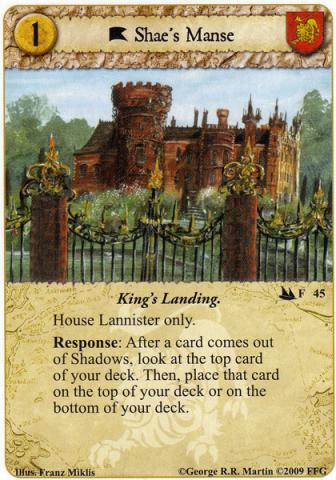 1
Shae's Manse
King's Landing.
F 45
House Lannister only.
Response: After a card comes
out of Shadows, look at the top card
of your deck. Then, place that card
on the top of your deck or on the
bottom of your deck.
Illus. Franz Miklis
©George R.R. Martin ©2009 FFG